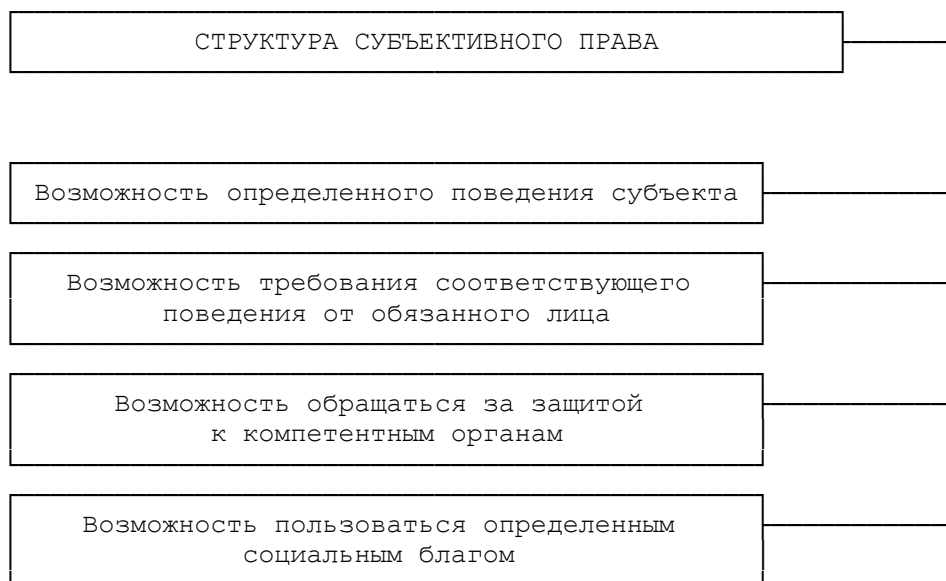 СТРУКТУРА СУБЪЕКТИВНОГО ПРАВА
Возможность определенного поведения субъекта
Возможность требования соответствующего
поведения от обязанного лица
Возможность обращаться за защитой
к компетентным органам
Возможность пользоваться определенным
социальным благом